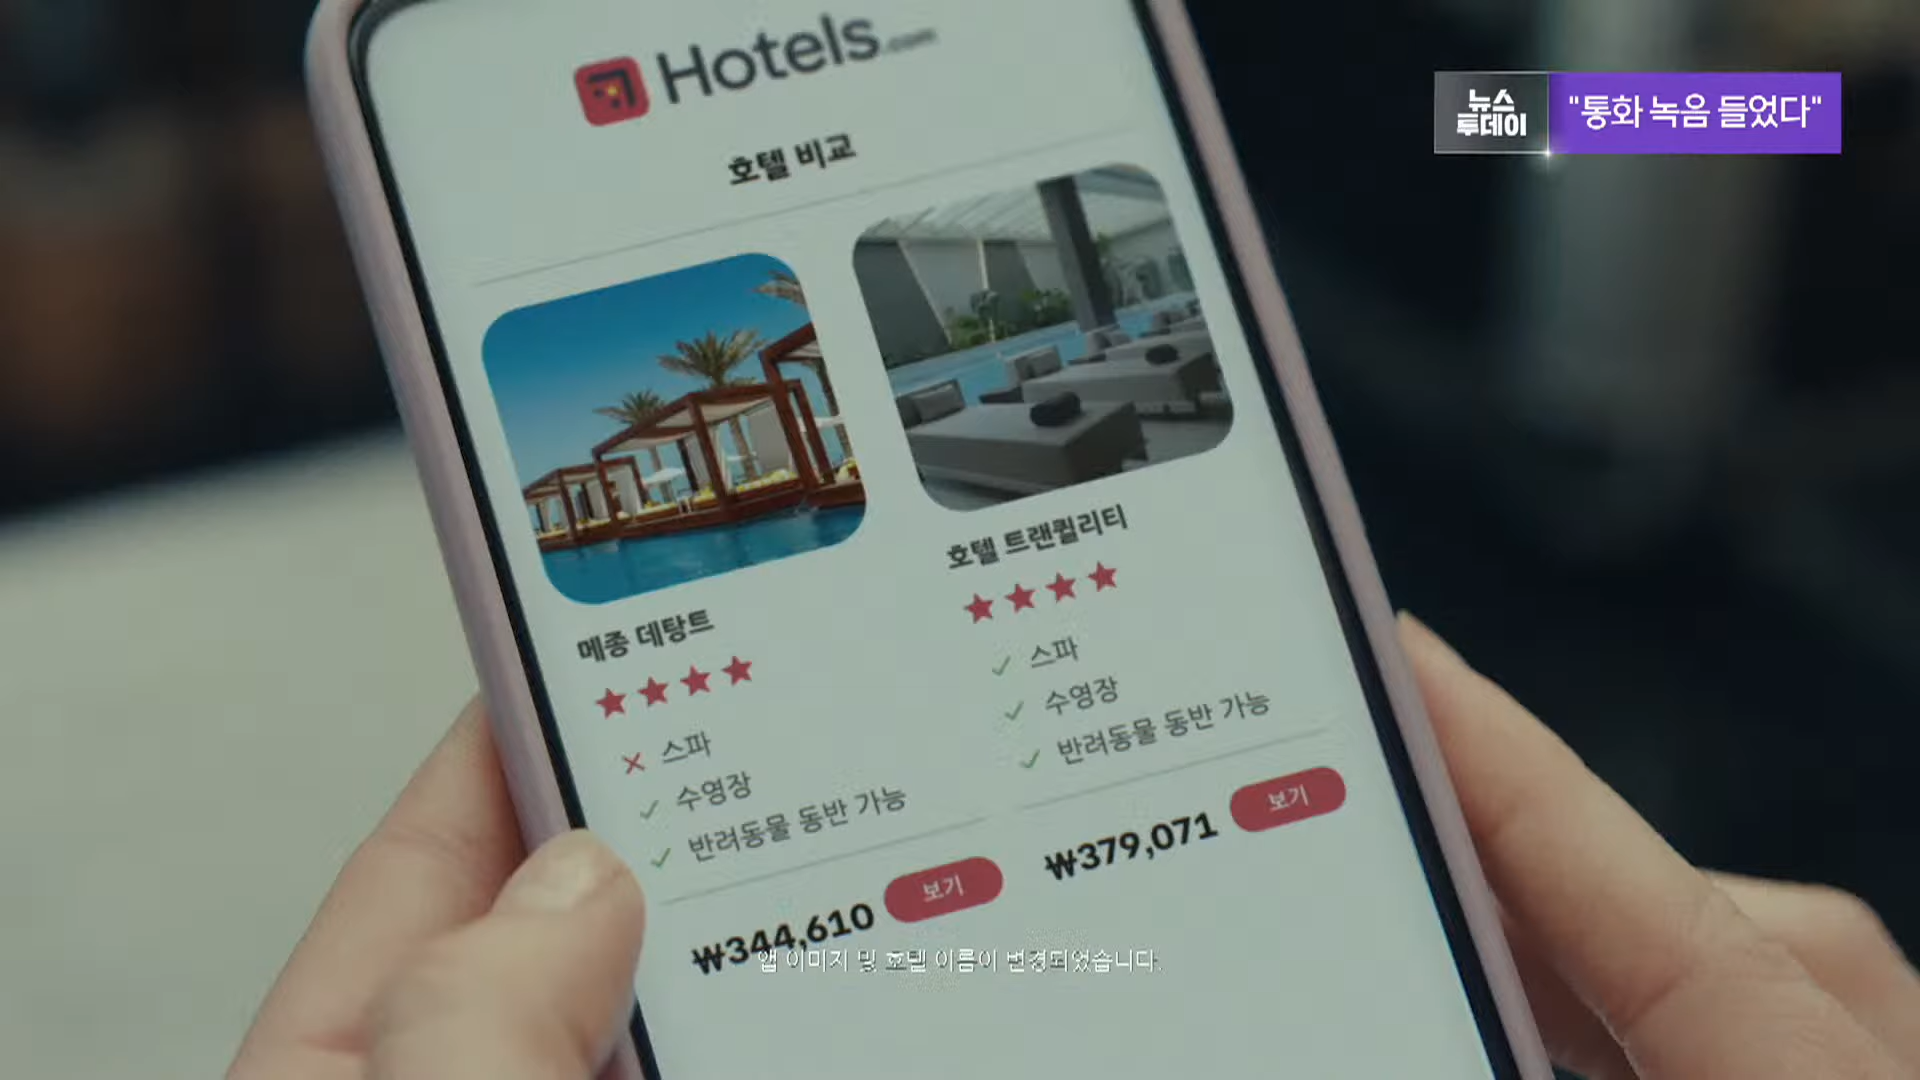 Hotels.com
호텔 비교
뉴스
투데이
"통화 녹음 들었다"
메종 데탕트
스파
수영장
반려동물 동반 가능
₩344,610
보기
호텔 트랜퀼리티
스파
수영장
반려동물 동반 가능
₩379,071
보기
앱 이미지 및 호텔 이름이 변경되었습니다.